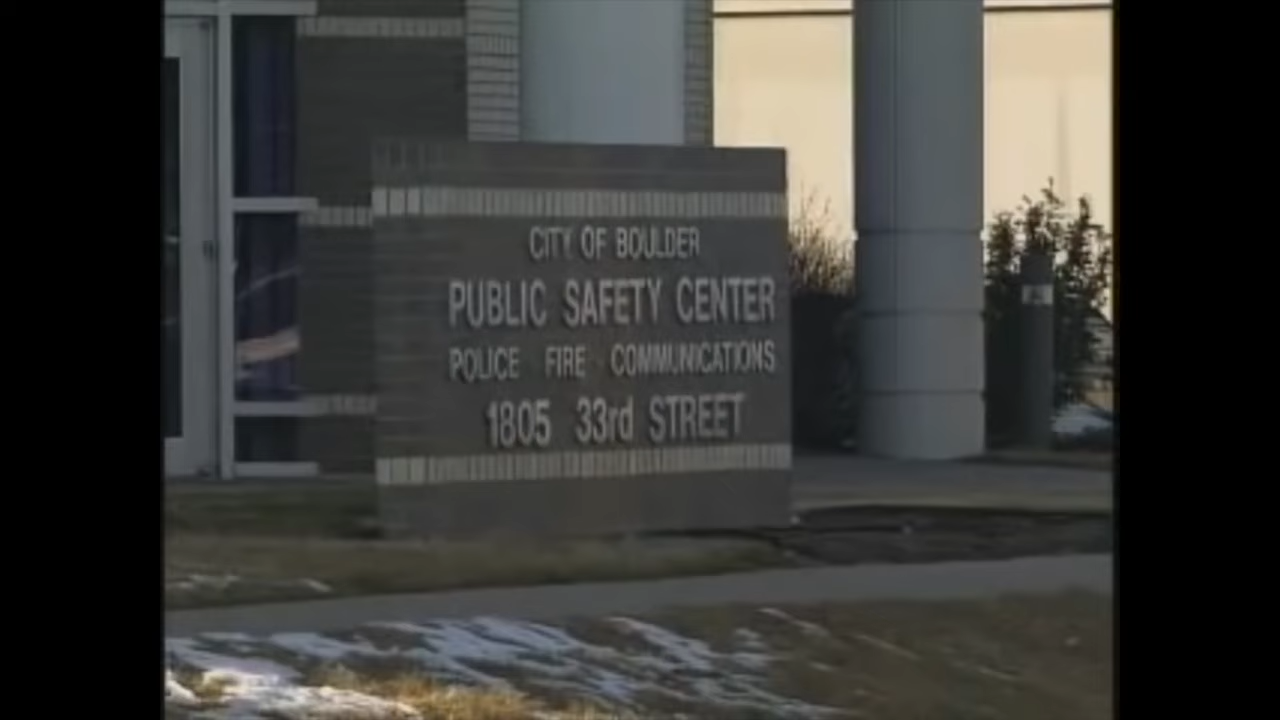 CITY OF BOULDER
PUBLIC SAFETY CENTER
POLICE FIRE COMMUNICATIONS
1805 33rd STREET